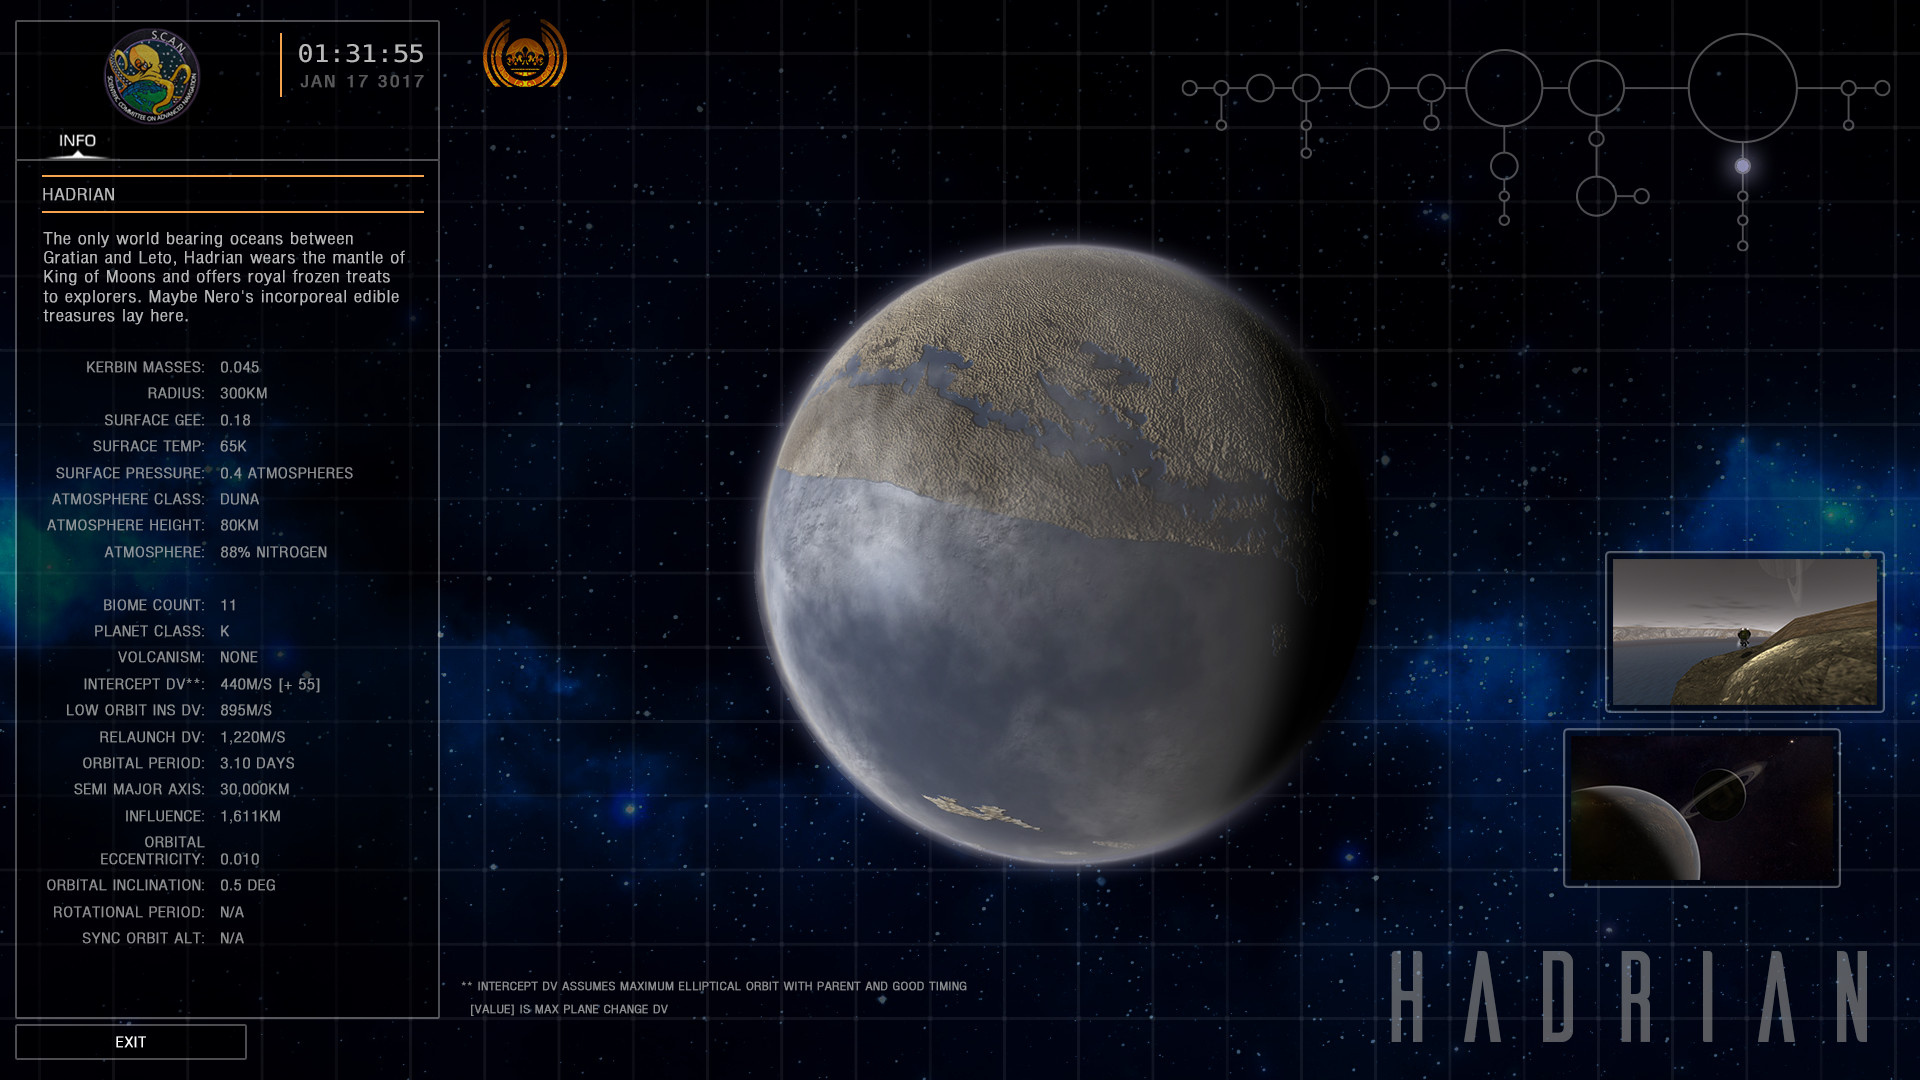 S.C.A.N.
SCIENTIFIC COMMITTEE ON ADVANCED NAVIGATION
01:31:55
JAN 17 3017
INFO
HADRIAN
The only world bearing oceans between
Gratian and Leto, Hadrian wears the mantle of
King of Moons and offers royal frozen treats
to explorers. Maybe Nero's incorporeal edible
treasures lay here.
KERBIN MASSES: 0.045
RADIUS: 300KM
SURFACE GEE: 0.18
SUFRACE TEMP: 65K
SURFACE PRESSURE: 0.4 ATMOSPHERES
ATMOSPHERE CLASS: DUNA
ATMOSPHERE HEIGHT: 80KM
ATMOSPHERE: 88% NITROGEN
BIOME COUNT: 11
PLANET CLASS: K
VOLCANISM: NONE
INTERCEPT DV**: 440M/S [+ 55]
LOW ORBIT INS DV: 895M/S
RELAUNCH DV: 1,220M/S
ORBITAL PERIOD: 3.10 DAYS
SEMI MAJOR AXIS: 30,000KM
INFLUENCE: 1,611KM
ORBITAL
ECCENTRICITY: 0.010
ORBITAL INCLINATION: 0.5 DEG
ROTATIONAL PERIOD: N/A
SYNC ORBIT ALT: N/A
** INTERCEPT DV ASSUMES MAXIMUM ELLIPTICAL ORBIT WITH PARENT AND GOOD TIMING
[VALUE] IS MAX PLANE CHANGE DV
HADRIAN
EXIT